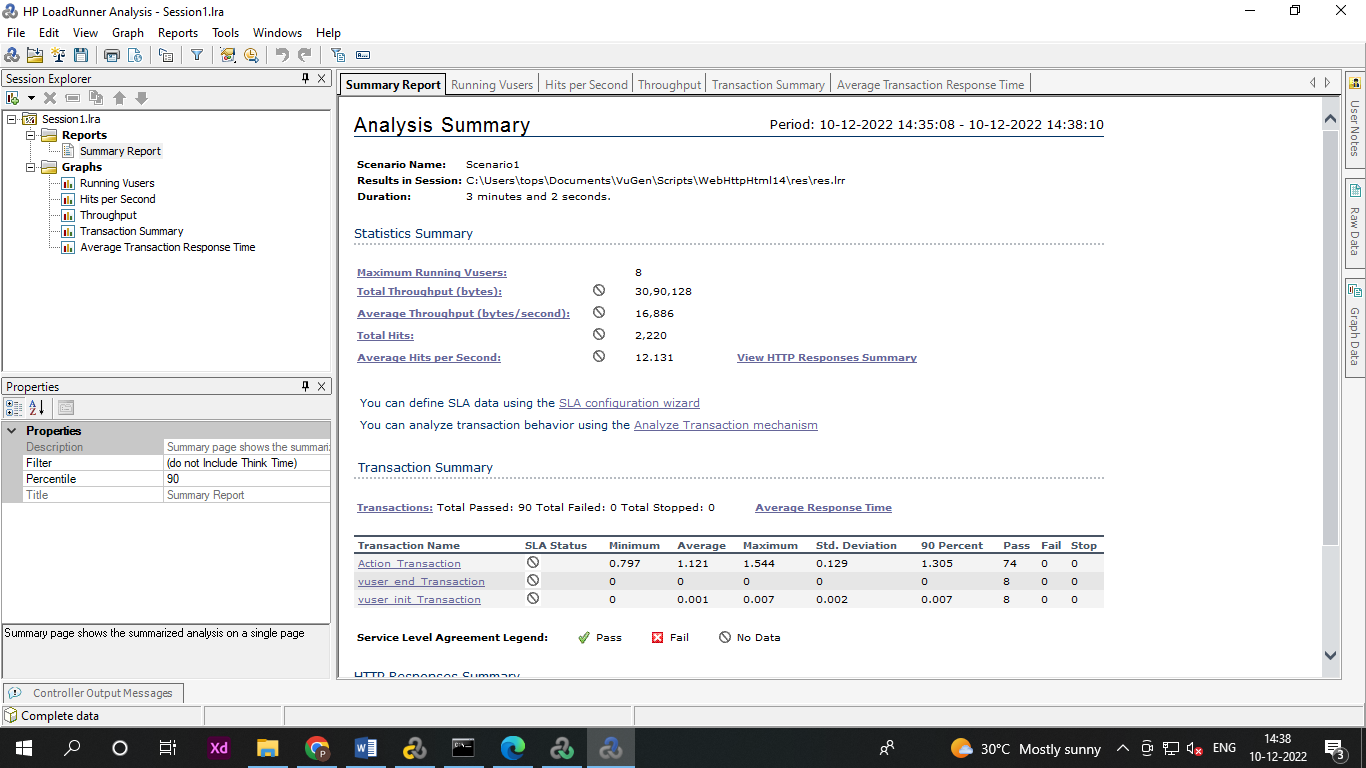 HP LoadRunner Analysis - Session1.lra
File Edit View Graph Reports Tools Windows Help
Session Explorer
Session1.lra
Reports
Summary Report
Graphs
Running Vusers
Hits per Second
Throughput
Transaction Summary
Average Transaction Response Time
Properties
Properties
Description Summary page shows the summari
Filter (do not Include Think Time)
Percentile 90
Title Summary Report
Summary page shows the summarized analysis on a single page
Summary Report Running Vusers Hits per Second Throughput Transaction Summary Average Transaction Response Time
Analysis Summary Period: 10-12-2022 14:35:08 - 10-12-2022 14:38:10
Scenario Name: Scenario1
Results in Session: C:\Users\tops\Documents\VuGen\Scripts\WebHttpHtml14\res\res.lrr
Duration: 3 minutes and 2 seconds.
Statistics Summary
Maximum Running Vusers: 8
Total Throughput (bytes): 30,90,128
Average Throughput (bytes/second): 16,886
Total Hits: 2,220
Average Hits per Second: 12.131 View HTTP Responses Summary
You can define SLA data using the SLA configuration wizard
You can analyze transaction behavior using the Analyze Transaction mechanism
Transaction Summary
Transactions: Total Passed: 90 Total Failed: 0 Total Stopped: 0 Average Response Time
Transaction Name SLA Status Minimum Average Maximum Std. Deviation 90 Percent Pass Fail Stop
Action_Transaction 0.797 1.121 1.544 0.129 1.305 74 0 0
vuser_end_Transaction 0 0 0 0 0 8 0 0
vuser_init_Transaction 0 0.001 0.007 0.002 0.007 8 0 0
Service Level Agreement Legend: Pass Fail No Data
HTTP Responses Summary
User Notes
Raw Data
Graph Data
Controller Output Messages
Complete data
Xd
30°C Mostly sunny
ENG
14:38
10-12-2022
3